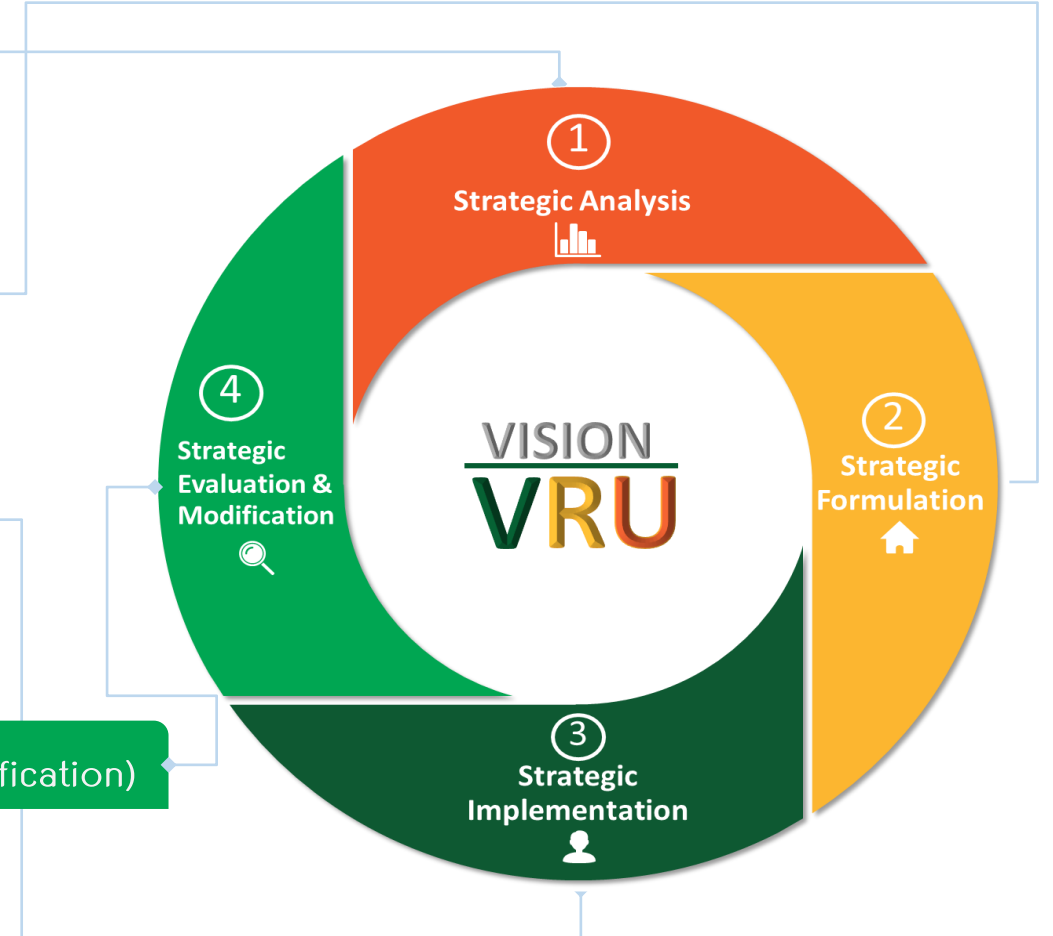 1
Strategic Analysis
2
Strategic
Formulation
VISION
VRU
3
Strategic
Implementation
4
Strategic
Evaluation &
Modification
fication)